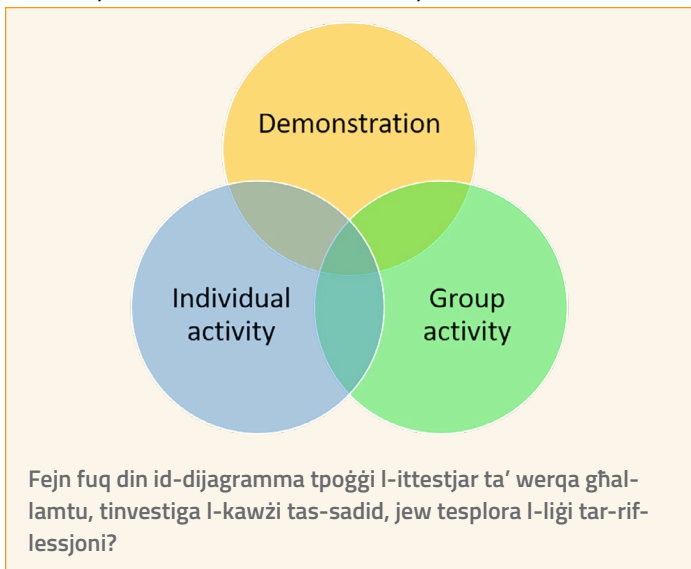 Demonstration
Individual
activity
Group
activity
Fejn fuq din id-dijagramma tpoġġi l-ittestjar ta’ werqa għal-
lamtu, tinvestiga l-kawżi tas-sadid, jew tesplora l-liġi tar-rif-
lessjoni?